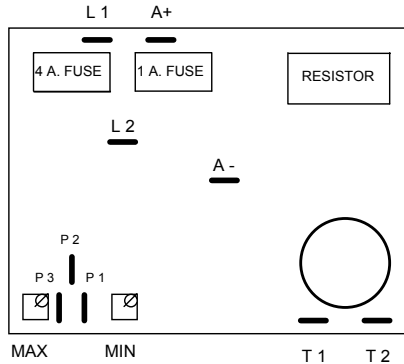 L 1 A+
4 A. FUSE 1 A. FUSE RESISTOR
L 2
A -
P 2
P 3 P 1
MAX MIN T 1 T 2